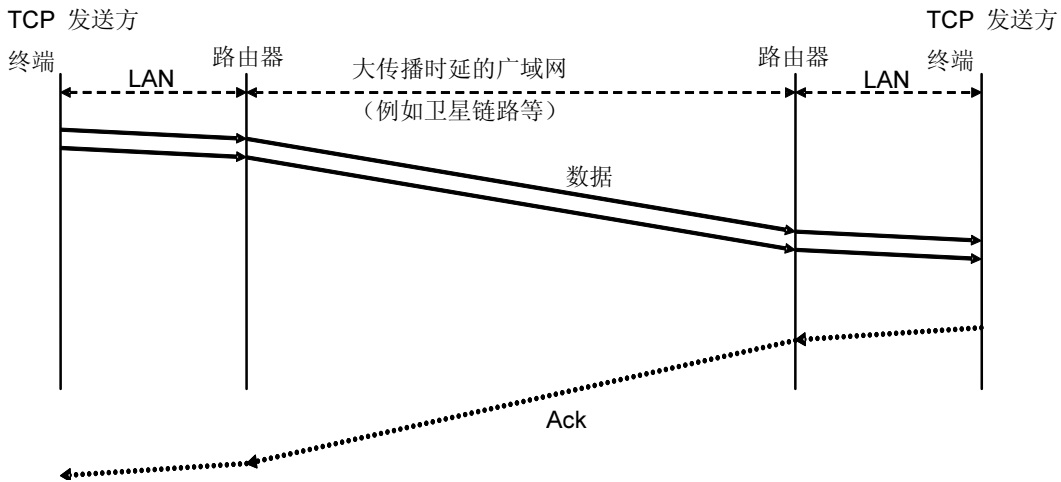 TCP 发送方
终端
路由器
LAN
大传播时延的广域网
（例如卫星链路等）
路由器
LAN
TCP 发送方
终端
数据
Ack